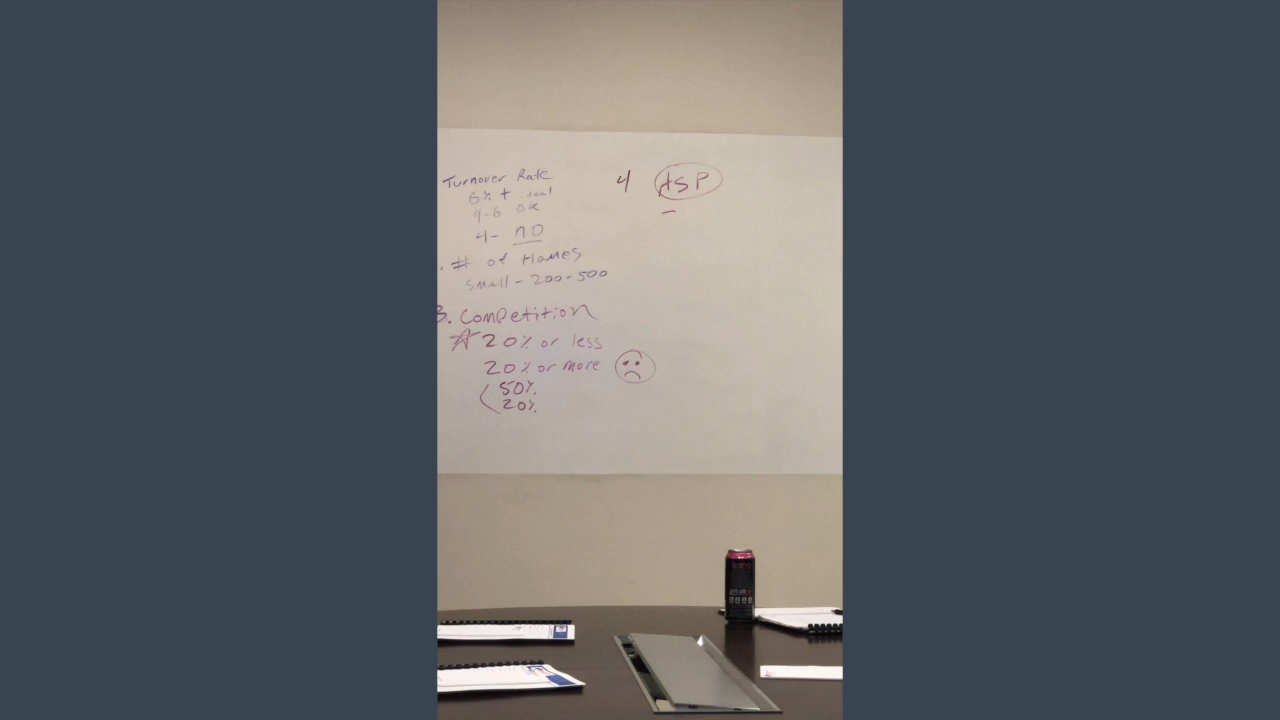 Turnover Rate
6% + ideal
4-6 OK
4- no
. # of Homes
Small - 200-500
3. Competition
20% or less
20% or more
50%
20%
4 ASP